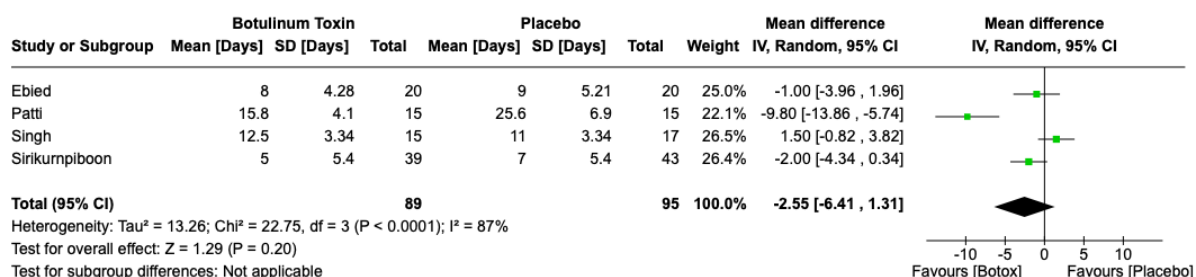 Botulinum Toxin Placebo Mean difference Mean difference
Study or Subgroup Mean [Days] SD [Days] Total Mean [Days] SD [Days] Total Weight IV, Random, 95% CI IV, Random, 95% CI
Ebied 8 4.28 20 9 5.21 20 25.0% -1.00 [-3.96 , 1.96]
Patti 15.8 4.1 15 25.6 6.9 15 22.1% -9.80 [-13.86 , -5.74]
Singh 12.5 3.34 15 11 3.34 17 26.5% 1.50 [-0.82 , 3.82]
Sirikurnpiboon 5 5.4 39 7 5.4 43 26.4% -2.00 [-4.34 , 0.34]
Total (95% CI) 89 95 100.0% -2.55 [-6.41 , 1.31]
Heterogeneity: Tau² = 13.26; Chi² = 22.75, df = 3 (P < 0.0001); I² = 87%
Test for overall effect: Z = 1.29 (P = 0.20) -10 -5 0 5 10
Test for subgroup differences: Not applicable Favours [Botox] Favours [Placebo]